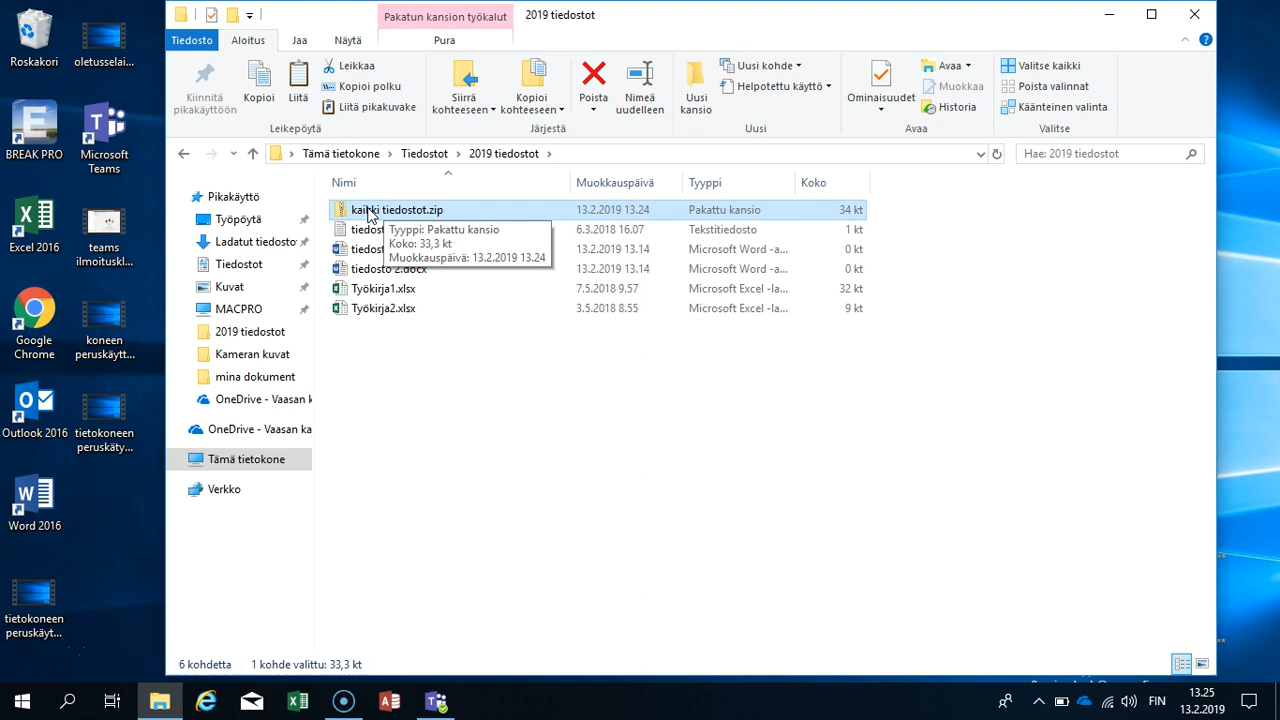 Pakatun kansion työkalut
2019 tiedostot
Tiedosto
Aloitus
Jaa
Näytä
Pura
Kiinnitä pikakäyttöön
Kopioi
Liitä
Leikkaa
Kopioi polku
Liitä pikakuvake
Leikepöytä
Siirrä kohteeseen
Kopioi kohteeseen
Poista
Nimeä uudelleen
Järjestä
Uusi kansio
Uusi kohde
Helpotettu käyttö
Uusi
Ominaisuudet
Avaa
Muokkaa
Historia
Avaa
Valitse kaikki
Poista valinnat
Käänteinen valinta
Valitse
Tämä tietokone
Tiedostot
2019 tiedostot
Hae: 2019 tiedostot
Nimi
Muokkauspäivä
Tyyppi
Koko
kaikki tiedostot.zip 13.2.2019 13.24 Pakattu kansio 34 kt
tiedost 6.3.2018 16.07 Tekstitiedosto 1 kt
tiedost 13.2.2019 13.14 Microsoft Word -a... 0 kt
tiedosto 2.docx 13.2.2019 13.14 Microsoft Word -a... 0 kt
Työkirja1.xlsx 7.5.2018 9.57 Microsoft Excel -la... 32 kt
Työkirja2.xlsx 3.5.2018 8.55 Microsoft Excel -la... 9 kt
Tyyppi: Pakattu kansio
Koko: 33,3 kt
Muokkauspäivä: 13.2.2019 13.24
Pikakäyttö
Työpöytä
Ladatut tiedosto
Tiedostot
Kuvat
MACPRO
2019 tiedostot
Kameran kuvat
mina dokument
OneDrive - Vaasan k
OneDrive - Vaasan ka
Tämä tietokone
Verkko
6 kohdetta
1 kohde valittu: 33,3 kt
Roskakori
oletusselai...
BREAK PRO
Microsoft Teams
Excel 2016
teams ilmoituskl...
Google Chrome
koneen peruskäytt...
Outlook 2016
tietokoneen peruskäty...
Word 2016
tietokoneen peruskäyt...
FIN
13.25
13.2.2019